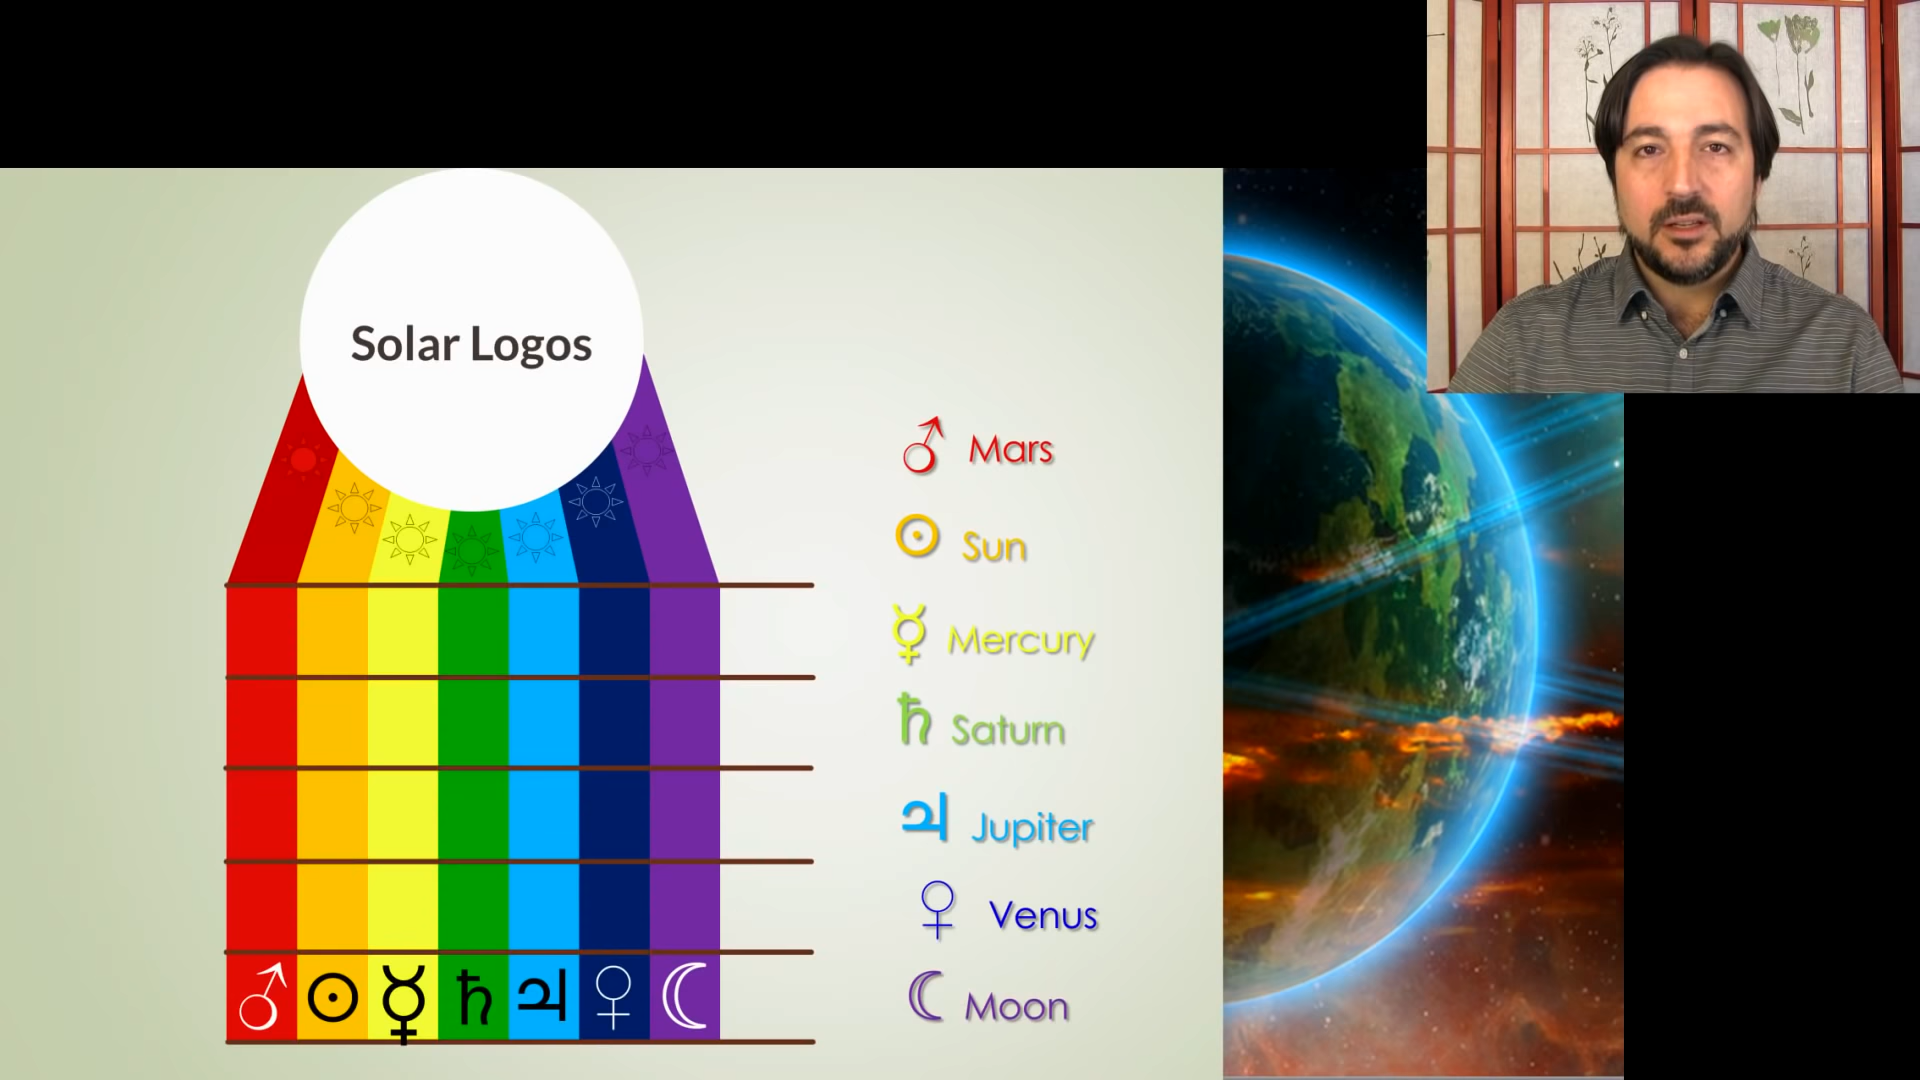 Solar Logos
♂ Mars
☉ Sun
☿ Mercury
♄ Saturn
♃ Jupiter
♀ Venus
☾ Moon
♂ ☉ ☿ ♄ ♃ ♀ ☾